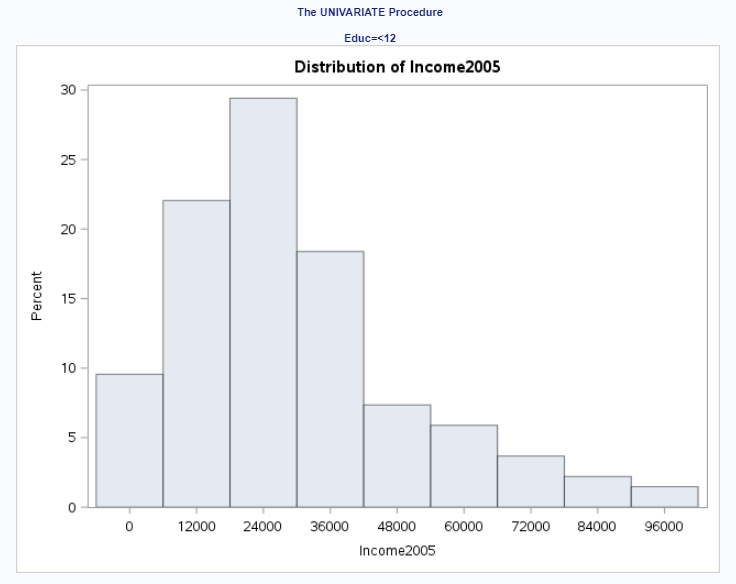 The UNIVARIATE Procedure
Educ=<12
Distribution of Income2005
30
25
20
15
10
5
0
Percent
0 12000 24000 36000 48000 60000 72000 84000 96000
Income2005